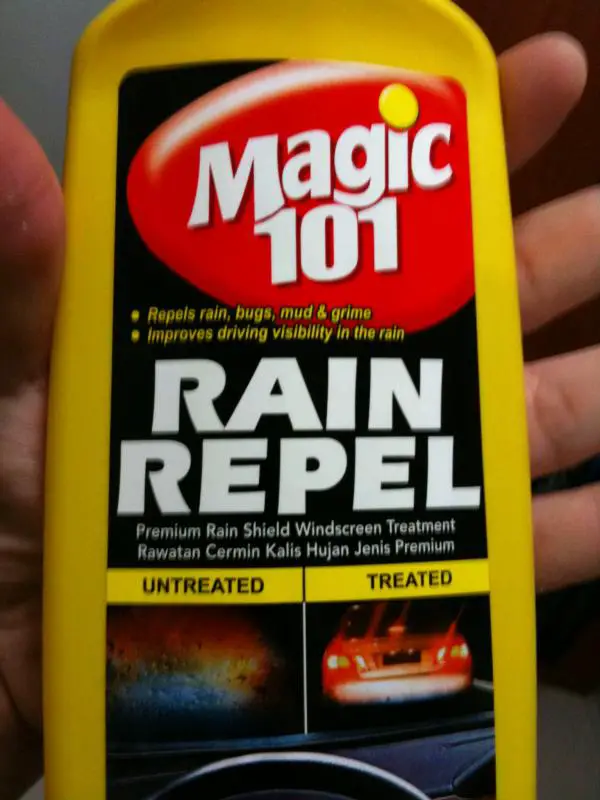 Magic
101
• Repels rain, bugs, mud & grime
• Improves driving visibility in the rain
RAIN
REPEL
Premium Rain Shield Windscreen Treatment
Rawatan Cermin Kalis Hujan Jenis Premium
UNTREATED TREATED